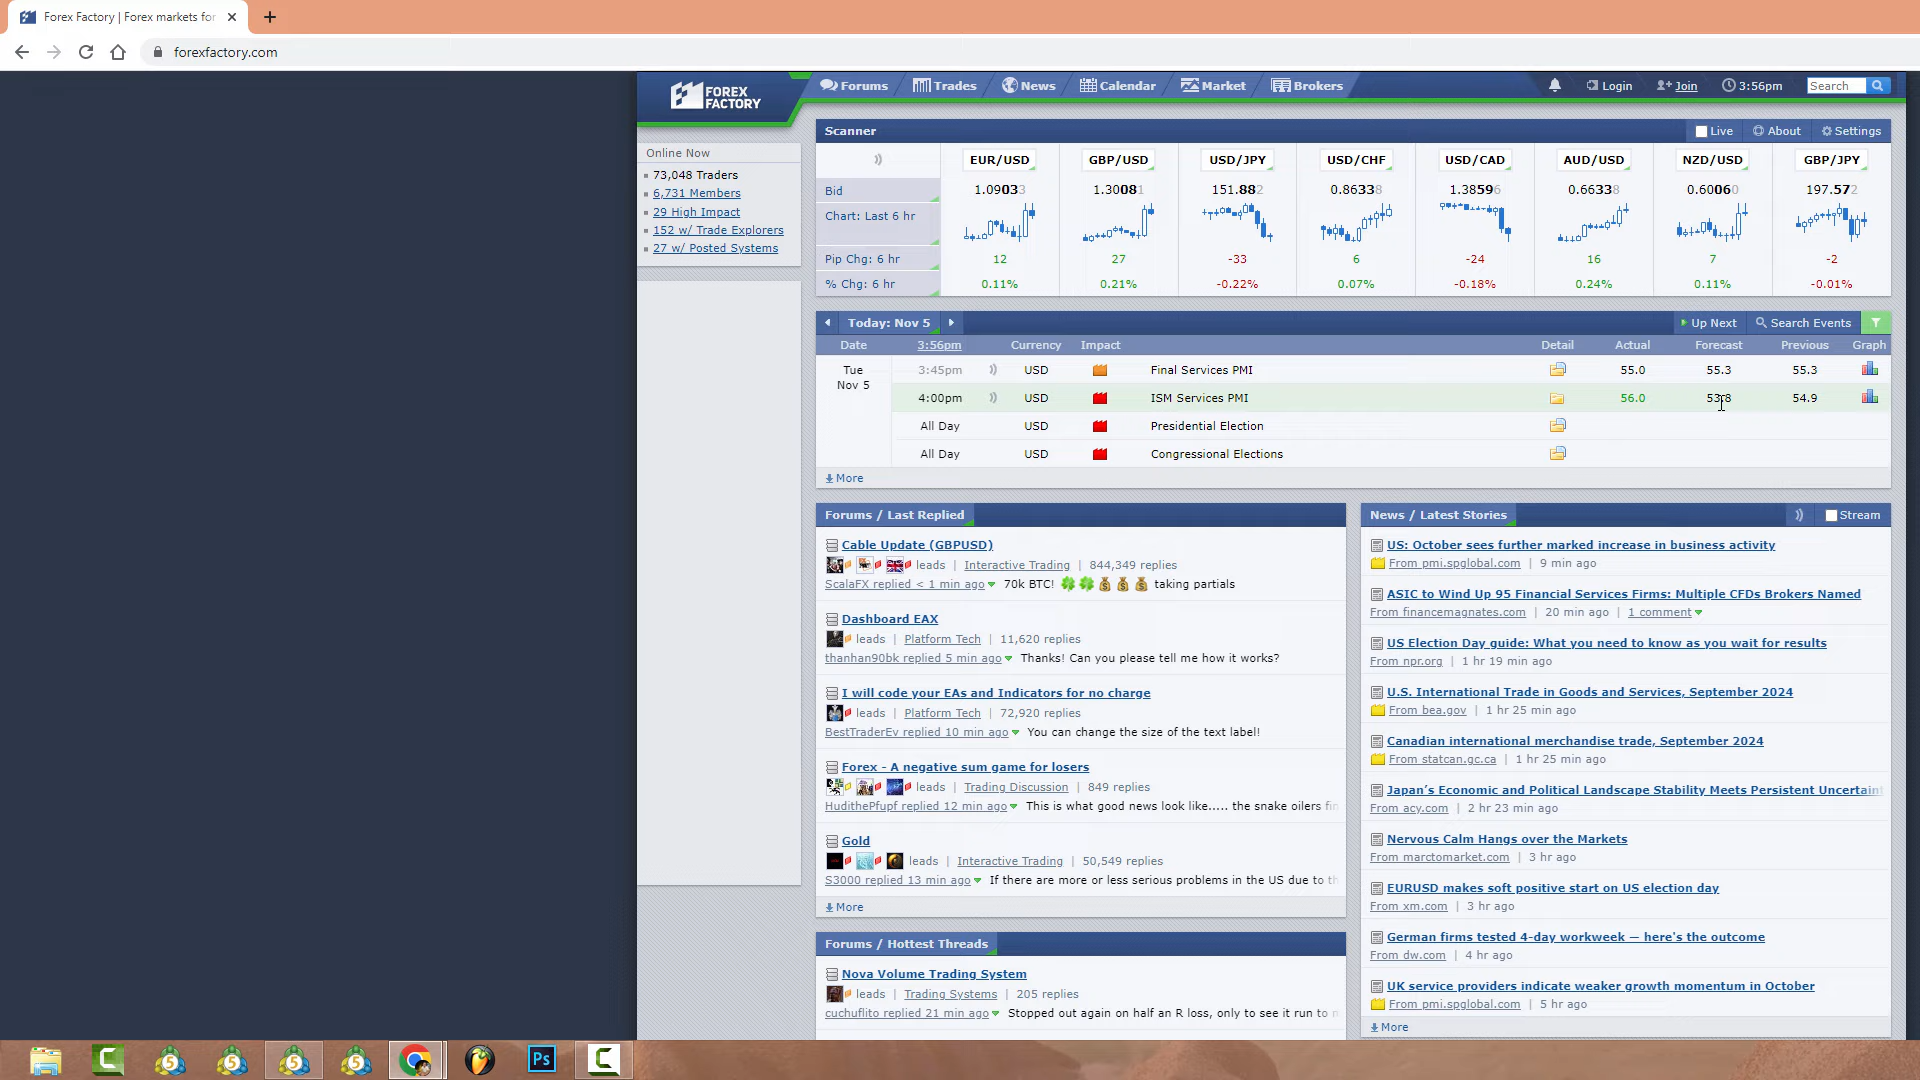 Forex Factory | Forex markets for
forexfactory.com
FOREX FACTORY
Forums Trades News Calendar Market Brokers Login Join 3:56pm Search
Online Now
73,048 Traders
6,731 Members
29 High Impact
152 w/ Trade Explorers
27 w/ Posted Systems
Scanner Live About Settings
EUR/USD GBP/USD USD/JPY USD/CHF USD/CAD AUD/USD NZD/USD GBP/JPY
Bid 1.09033 1.30081 151.882 0.86338 1.38596 0.66338 0.60060 197.572
Chart: Last 6 hr
Pip Chg: 6 hr 12 27 -33 6 -24 16 7 -2
% Chg: 6 hr 0.11% 0.21% -0.22% 0.07% -0.18% 0.24% 0.11% -0.01%
Today: Nov 5 Up Next Search Events
Date 3:56pm Currency Impact Detail Actual Forecast Previous Graph
Tue Nov 5 3:45pm USD Final Services PMI 55.0 55.3 55.3
4:00pm USD ISM Services PMI 56.0 53.8 54.9
All Day USD Presidential Election
All Day USD Congressional Elections
More
Forums / Last Replied
Cable Update (GBPUSD)
leads | Interactive Trading | 844,349 replies
ScalaFX replied < 1 min ago 70k BTC! taking partials
Dashboard EAX
leads | Platform Tech | 11,620 replies
thanhan90bk replied 5 min ago Thanks! Can you please tell me how it works?
I will code your EAs and Indicators for no charge
leads | Platform Tech | 72,920 replies
BestTraderEv replied 10 min ago You can change the size of the text label!
Forex - A negative sum game for losers
leads | Trading Discussion | 849 replies
HudithePfupf replied 12 min ago This is what good news look like..... the snake oilers fin
Gold
leads | Interactive Trading | 50,549 replies
S3000 replied 13 min ago If there are more or less serious problems in the US due to th
More
Forums / Hottest Threads
Nova Volume Trading System
leads | Trading Systems | 205 replies
cuchuflito replied 21 min ago Stopped out again on half an R loss, only to see it run to
News / Latest Stories Stream
US: October sees further marked increase in business activity
From pmi.spglobal.com | 9 min ago
ASIC to Wind Up 95 Financial Services Firms: Multiple CFDs Brokers Named
From financemagnates.com | 20 min ago | 1 comment
US Election Day guide: What you need to know as you wait for results
From npr.org | 1 hr 19 min ago
U.S. International Trade in Goods and Services, September 2024
From bea.gov | 1 hr 25 min ago
Canadian international merchandise trade, September 2024
From statcan.gc.ca | 1 hr 25 min ago
Japan’s Economic and Political Landscape Stability Meets Persistent Uncertain
From acy.com | 2 hr 23 min ago
Nervous Calm Hangs over the Markets
From marctomarket.com | 3 hr ago
EURUSD makes soft positive start on US election day
From xm.com | 3 hr ago
German firms tested 4-day workweek — here's the outcome
From dw.com | 4 hr ago
UK service providers indicate weaker growth momentum in October
From pmi.spglobal.com | 5 hr ago
More
C 5 5 5 5 Ps C